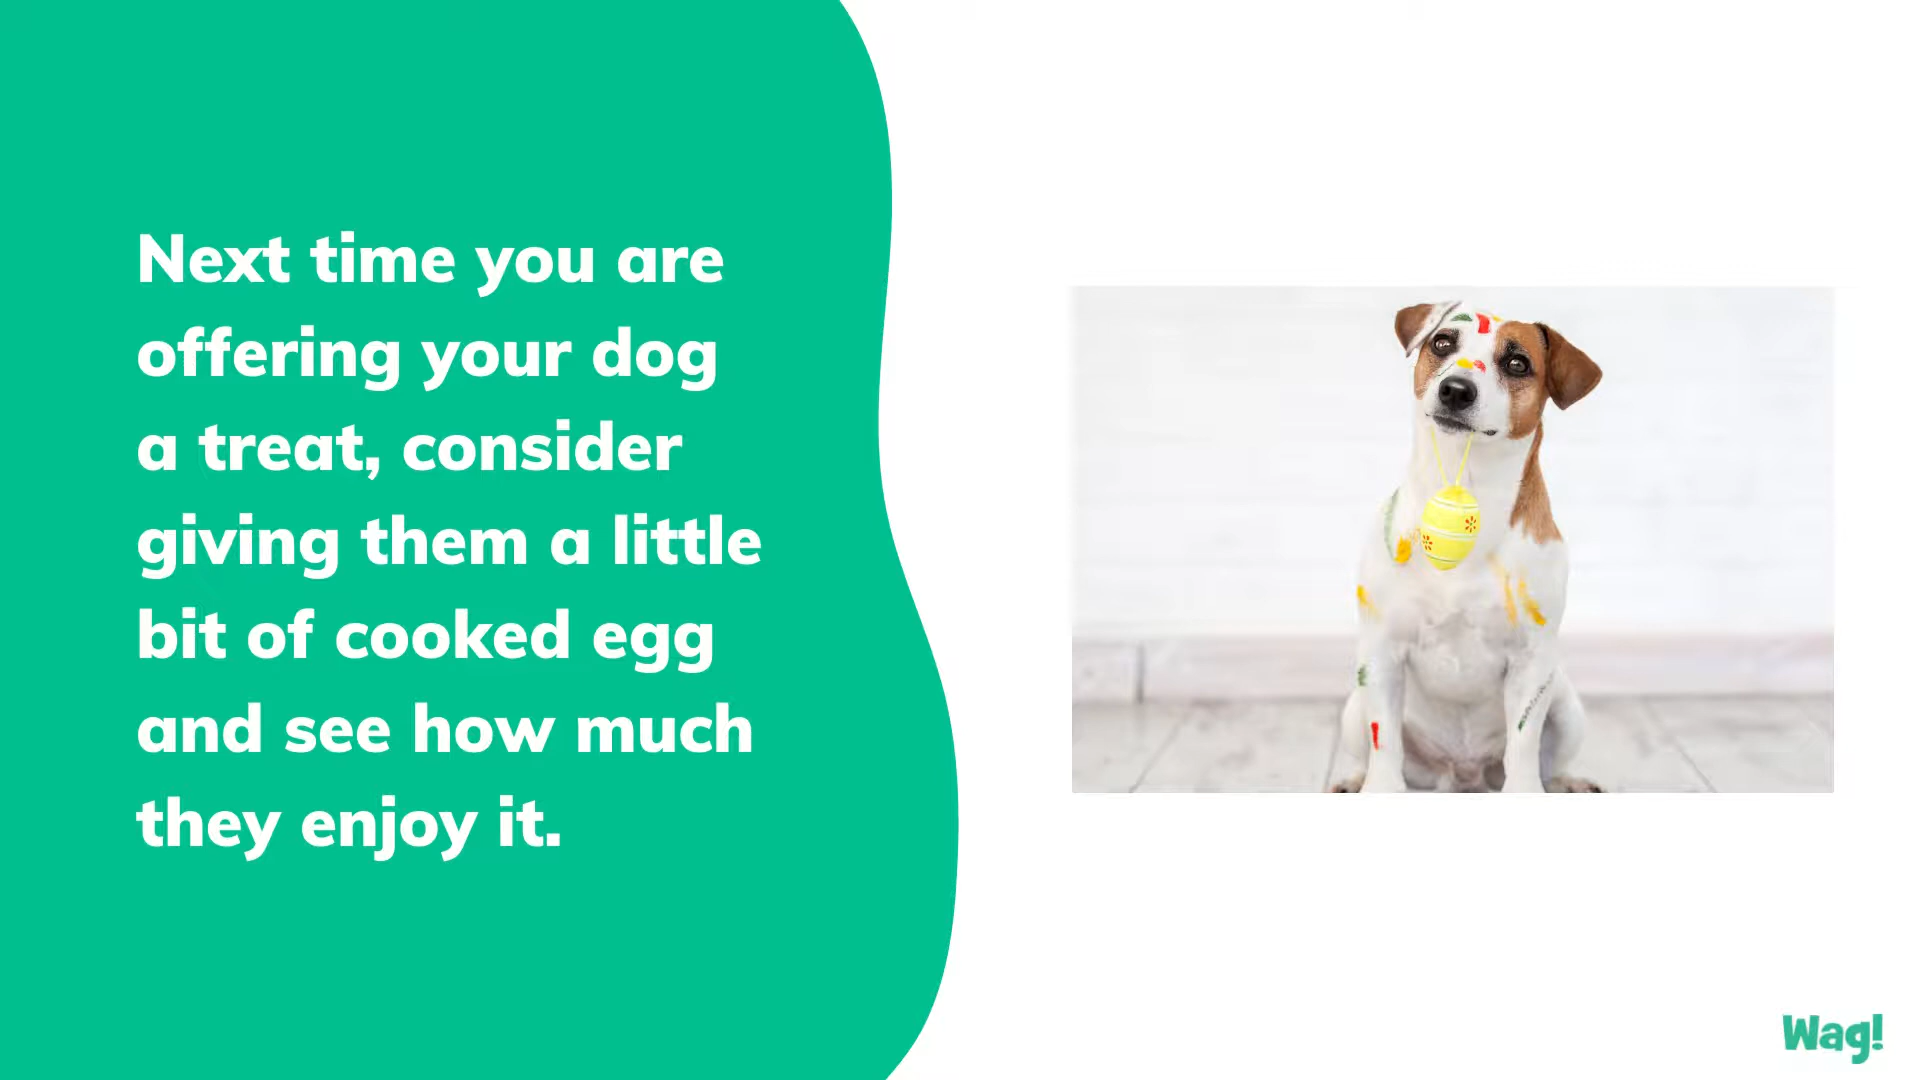 Next time you are
offering your dog
a treat, consider
giving them a little
bit of cooked egg
and see how much
they enjoy it.
Wag!